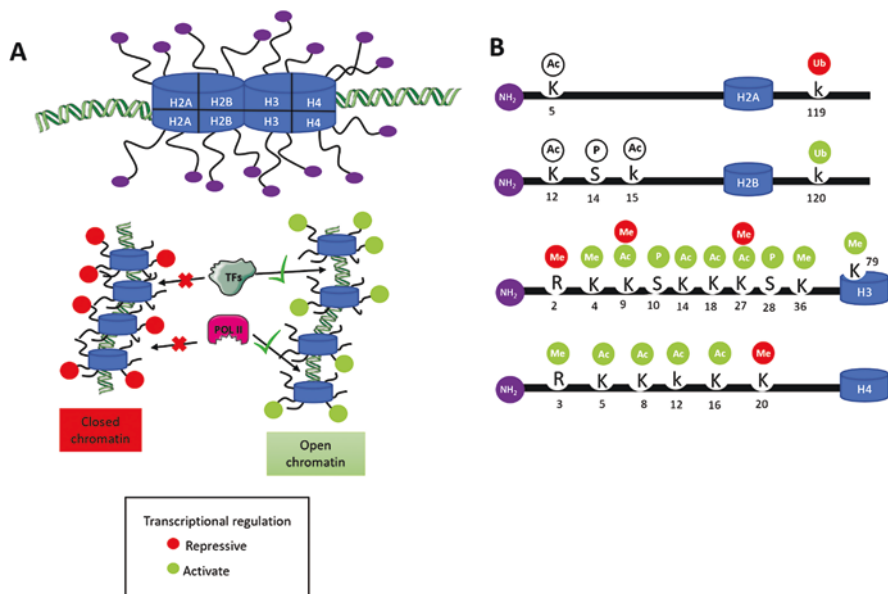 A
H2A H2B H3 H4
H2A H2B H3 H4
TFs
POL II
Closed
chromatin
Open
chromatin
Transcriptional regulation
Repressive
Activate
B
Ac Ub
NH₂ K H2A k
5 119
Ac P Ac Ub
NH₂ K S k H2B k
12 14 15 120
Me Me
Me Me Ac P Ac Ac Ac P Me Me
NH₂ R K K S K K K S K K 79 H3
2 4 9 10 14 18 27 28 36
Me Ac Ac Ac Ac Me
NH₂ R K K k K K H4
3 5 8 12 16 20